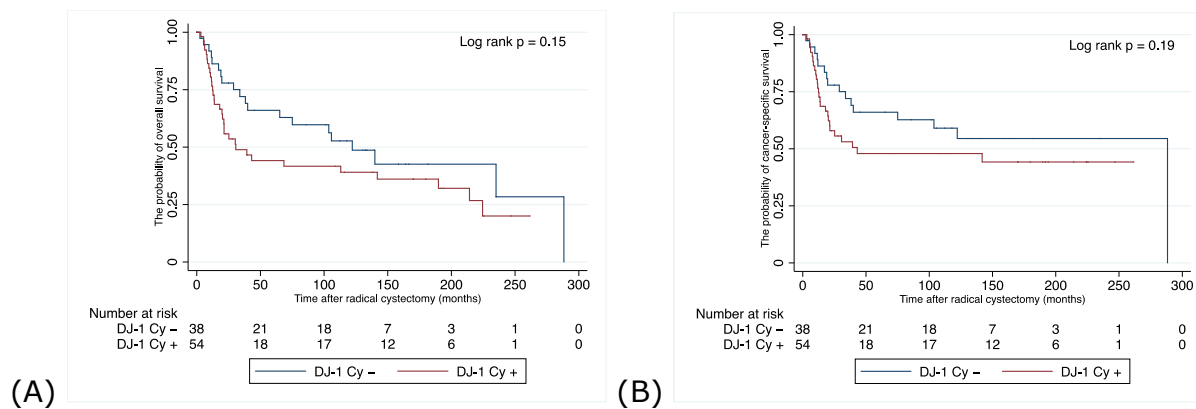 Log rank p = 0.15
The probability of overall survival
1.00
0.75
0.50
0.25
0
0 50 100 150 200 250 300
Time after radical cystectomy (months)
Number at risk
DJ-1 Cy – 38 21 18 7 3 1 0
DJ-1 Cy + 54 18 17 12 6 1 0
DJ-1 Cy – DJ-1 Cy +
(A)
Log rank p = 0.19
The probability of cancer-specific survival
1.00
0.75
0.50
0.25
0
0 50 100 150 200 250 300
Time after radical cystectomy (months)
Number at risk
DJ-1 Cy – 38 21 18 7 3 1 0
DJ-1 Cy + 54 18 17 12 6 1 0
DJ-1 Cy – DJ-1 Cy +
(B)